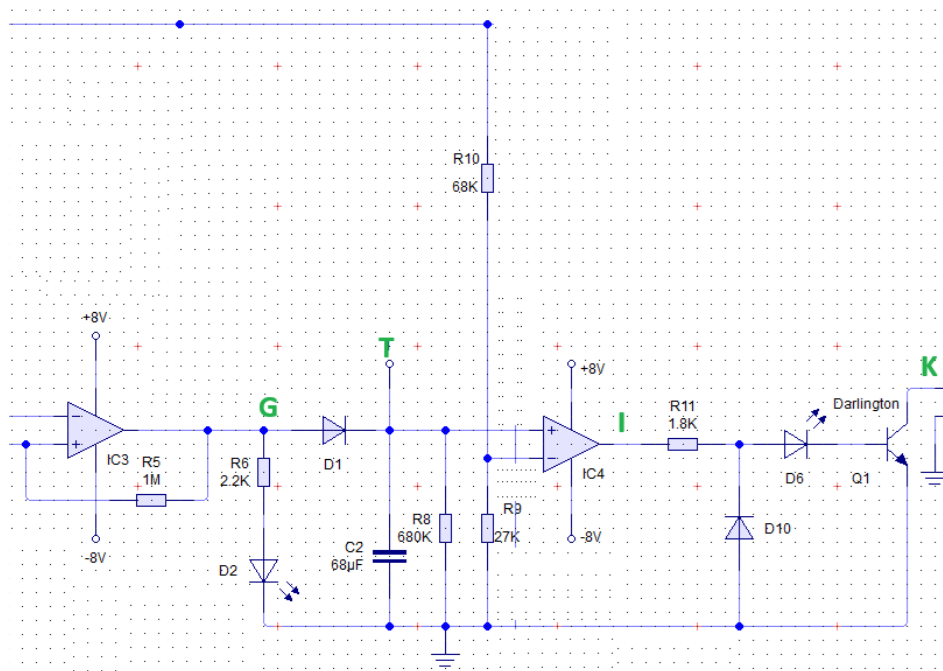 R10
68K
+8V
T
K
+8V
G
Darlington
I
R11
1.8K
-
+
+
-
IC3
R5
1M
R6
2.2K
D1
IC4
D6
Q1
R9
27K
R8
680K
D10
-8V
-8V
C2
68µF
D2